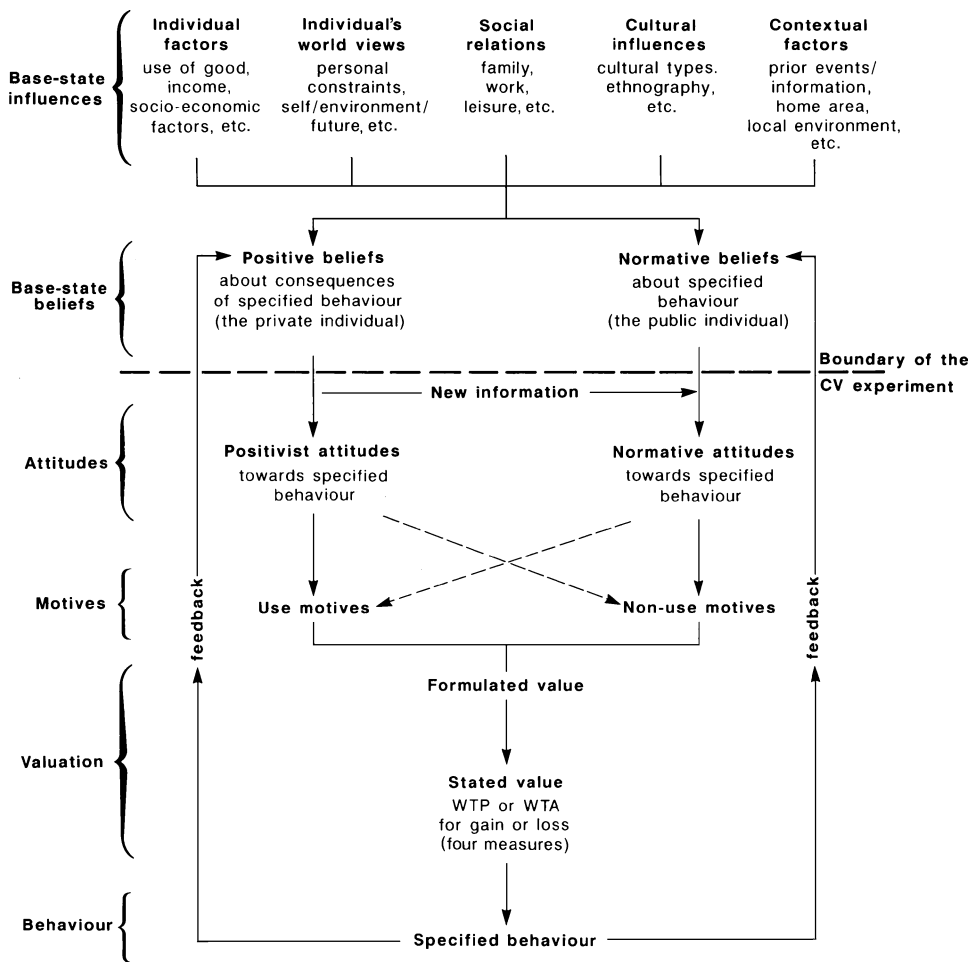 Base-state
influences
Individual
factors
use of good,
income,
socio-economic
factors, etc.
Individual's
world views
personal
constraints,
self/environment/
future, etc.
Social
relations
family,
work,
leisure, etc.
Cultural
influences
cultural types.
ethnography,
etc.
Contextual
factors
prior events/
information,
home area,
local environment,
etc.
Base-state
beliefs
Positive beliefs
about consequences
of specified behaviour
(the private individual)
Normative beliefs
about specified
behaviour
(the public individual)
Boundary of the
CV experiment
New information
Attitudes
Positivist attitudes
towards specified
behaviour
Normative attitudes
towards specified
behaviour
Motives
feedback
Use motives
Non-use motives
feedback
Formulated value
Valuation
Stated value
WTP or WTA
for gain or loss
(four measures)
Behaviour
Specified behaviour